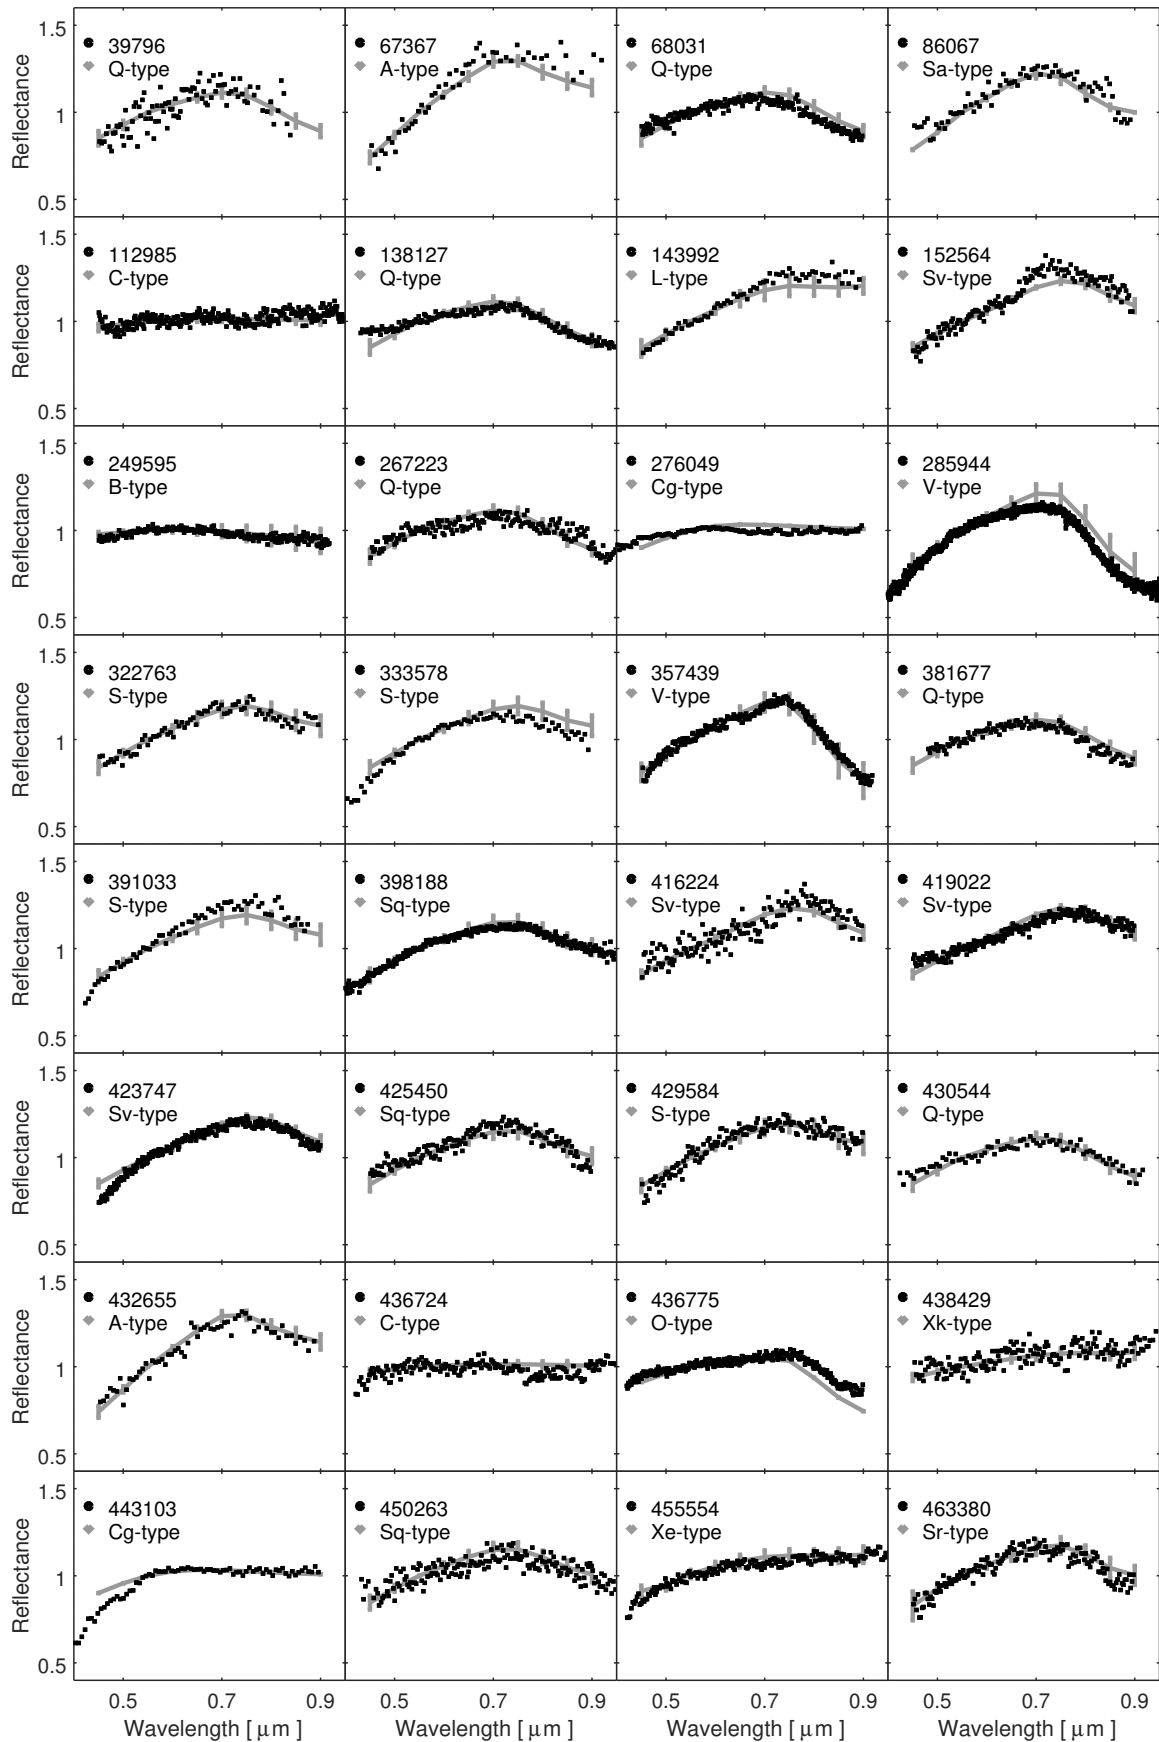 1.5
1
0.5
Reflectance
39796
Q-type
67367
A-type
68031
Q-type
86067
Sa-type
1.5
1
0.5
Reflectance
112985
C-type
138127
Q-type
143992
L-type
152564
Sv-type
1.5
1
0.5
Reflectance
249595
B-type
267223
Q-type
276049
Cg-type
285944
V-type
1.5
1
0.5
Reflectance
322763
S-type
333578
S-type
357439
V-type
381677
Q-type
1.5
1
0.5
Reflectance
391033
S-type
398188
Sq-type
416224
Sv-type
419022
Sv-type
1.5
1
0.5
Reflectance
423747
Sv-type
425450
Sq-type
429584
S-type
430544
Q-type
1.5
1
0.5
Reflectance
432655
A-type
436724
C-type
436775
O-type
438429
Xk-type
1.5
1
0.5
Reflectance
443103
Cg-type
450263
Sq-type
455554
Xe-type
463380
Sr-type
0.5 0.7 0.9
0.5 0.7 0.9
0.5 0.7 0.9
0.5 0.7 0.9
Wavelength [ μm ]
Wavelength [ μm ]
Wavelength [ μm ]
Wavelength [ μm ]